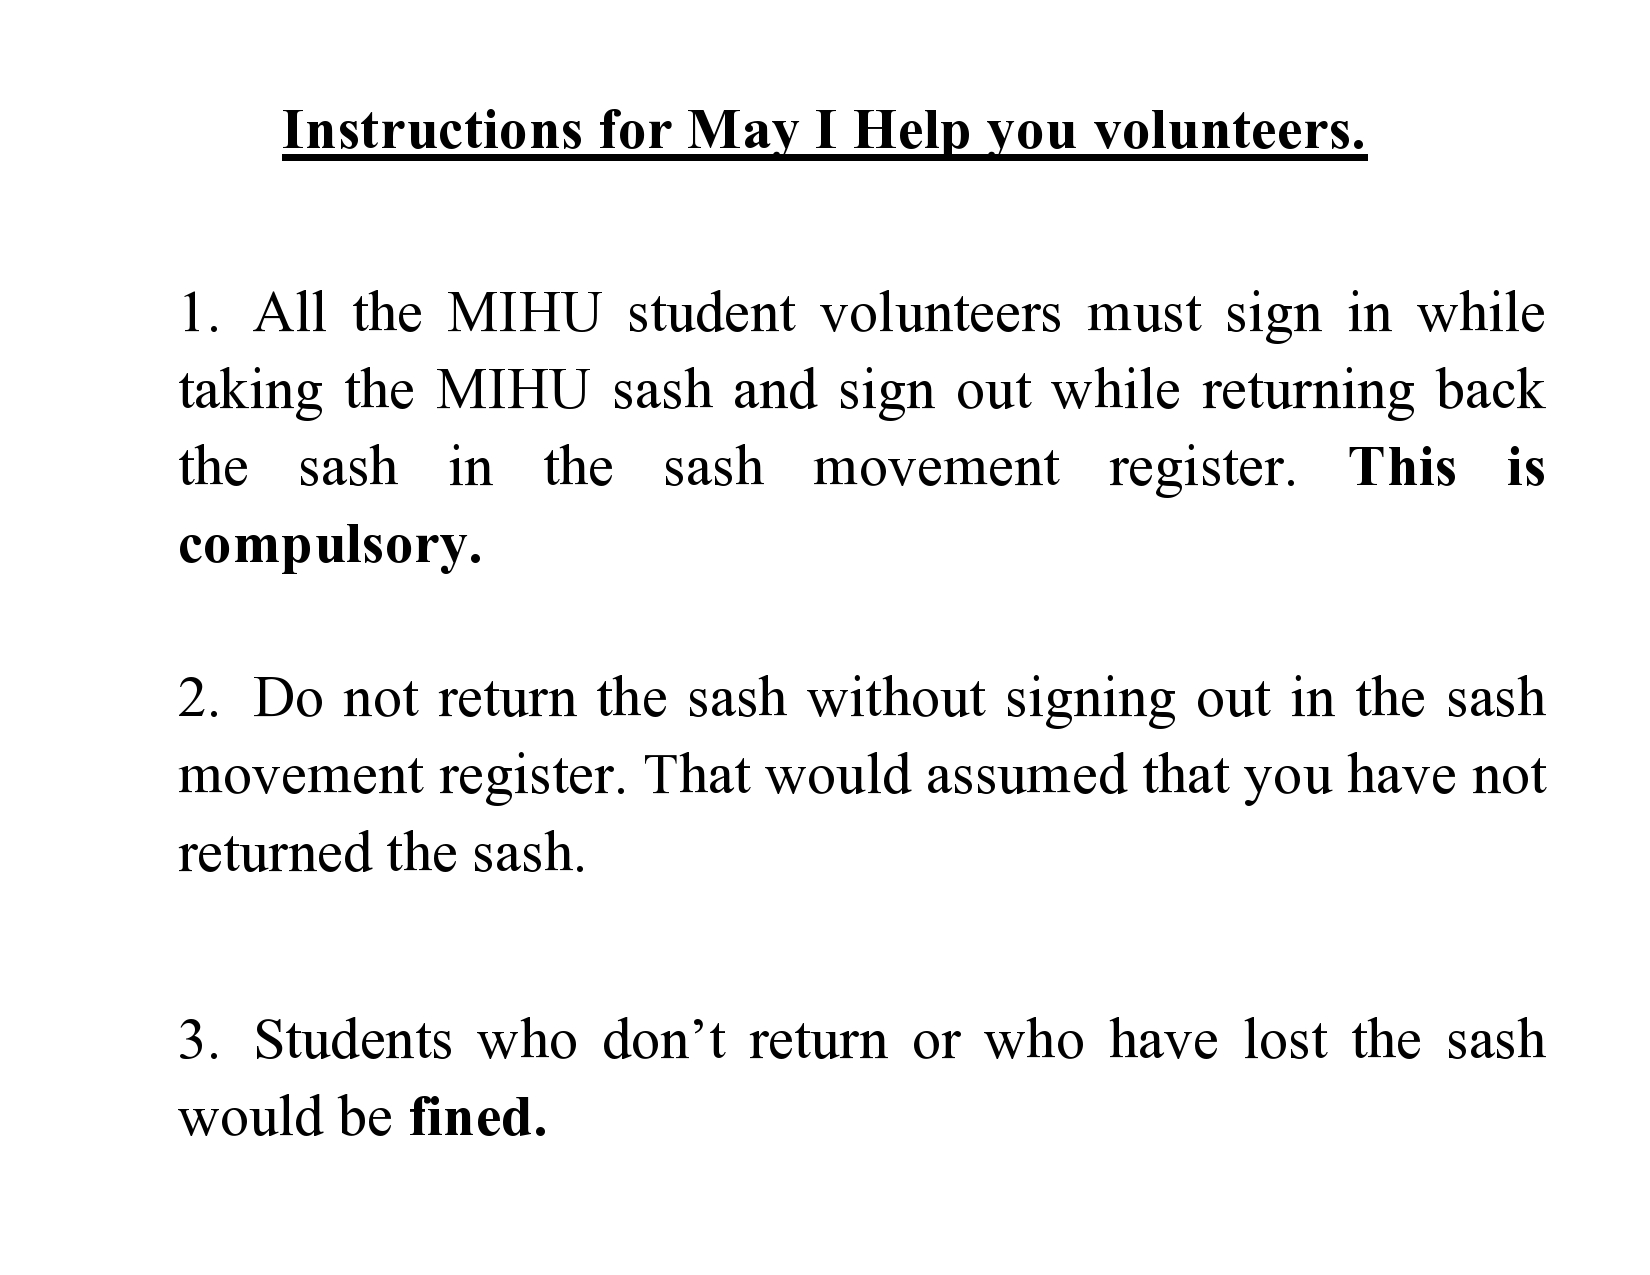 Instructions for May I Help you volunteers.
1. All the MIHU student volunteers must sign in while
taking the MIHU sash and sign out while returning back
the sash in the sash movement register. This is
compulsory.
2. Do not return the sash without signing out in the sash
movement register. That would assumed that you have not
returned the sash.
3. Students who don’t return or who have lost the sash
would be fined.